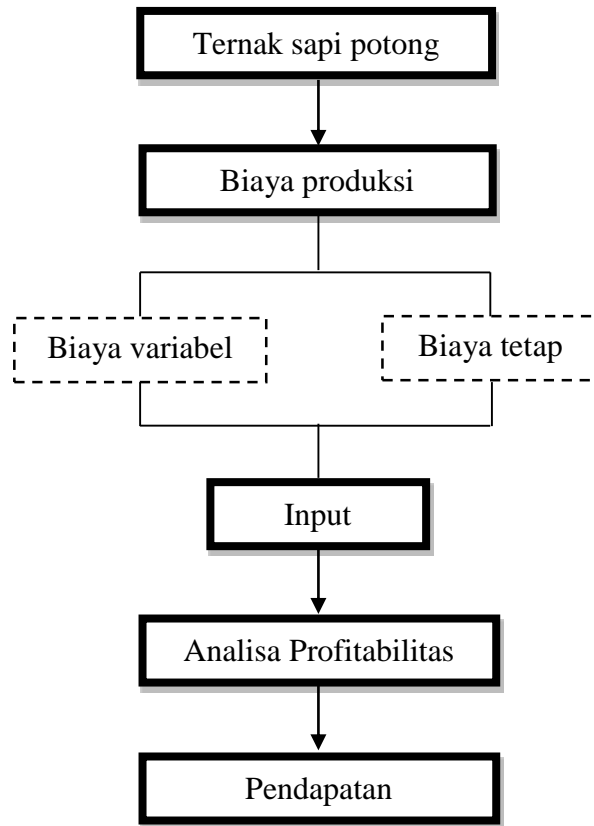 Ternak sapi potong
Biaya produksi
Biaya variabel
Biaya tetap
Input
Analisa Profitabilitas
Pendapatan